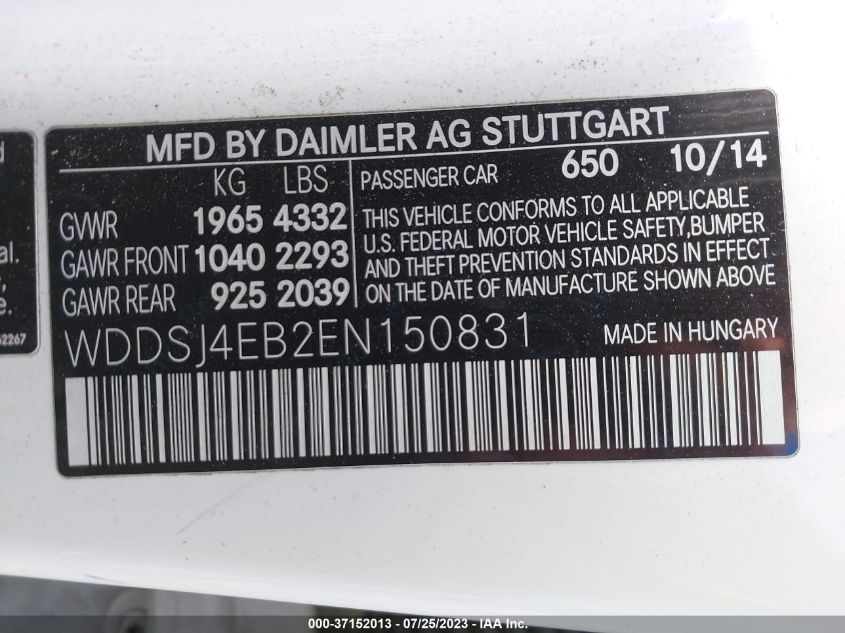 MFD BY DAIMLER AG STUTTGART
KG LBS
GVWR 1965 4332
GAWR FRONT 1040 2293
GAWR REAR 925 2039
PASSENGER CAR 650 10/14
THIS VEHICLE CONFORMS TO ALL APPLICABLE
U.S. FEDERAL MOTOR VEHICLE SAFETY,BUMPER
AND THEFT PREVENTION STANDARDS IN EFFECT
ON THE DATE OF MANUFACTURE SHOWN ABOVE
WDDSJ4EB2EN150831
MADE IN HUNGARY
000-37152013 - 07/25/2023 - IAA Inc.